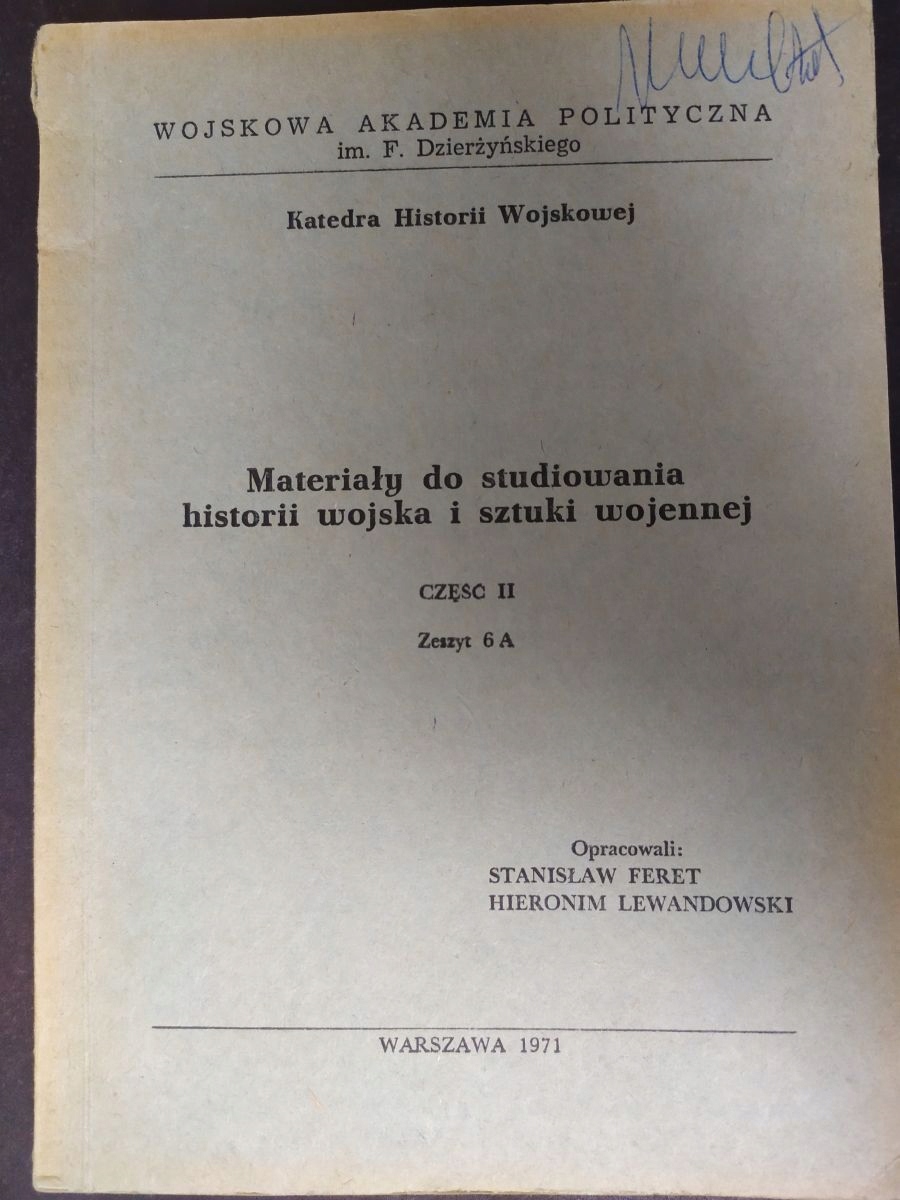 WOJSKOWA AKADEMIA POLITYCZNA
im. F. Dzierżyńskiego
Katedra Historii Wojskowej
Materiały do studiowania
historii wojska i sztuki wojennej
CZĘŚĆ II
Zeszyt 6 A
Opracowali:
STANISŁAW FERET
HIERONIM LEWANDOWSKI
WARSZAWA 1971